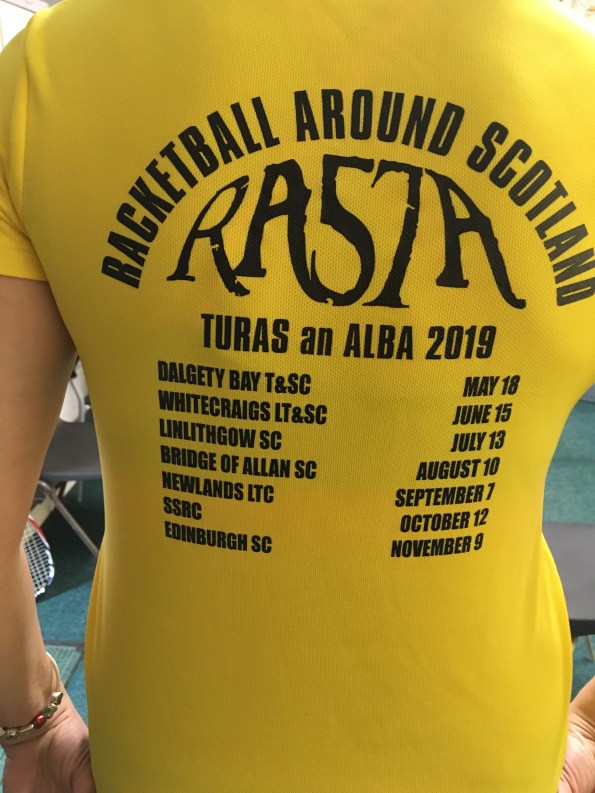 RACKETBALL AROUND SCOTLAND
RASTA
TURAS an ALBA 2019
DALGETY BAY T&SC MAY 18
WHITECRAIGS LT&SC JUNE 15
LINLITHGOW SC JULY 13
BRIDGE OF ALLAN SC AUGUST 10
NEWLANDS LTC SEPTEMBER 7
SSRC OCTOBER 12
EDINBURGH SC NOVEMBER 9